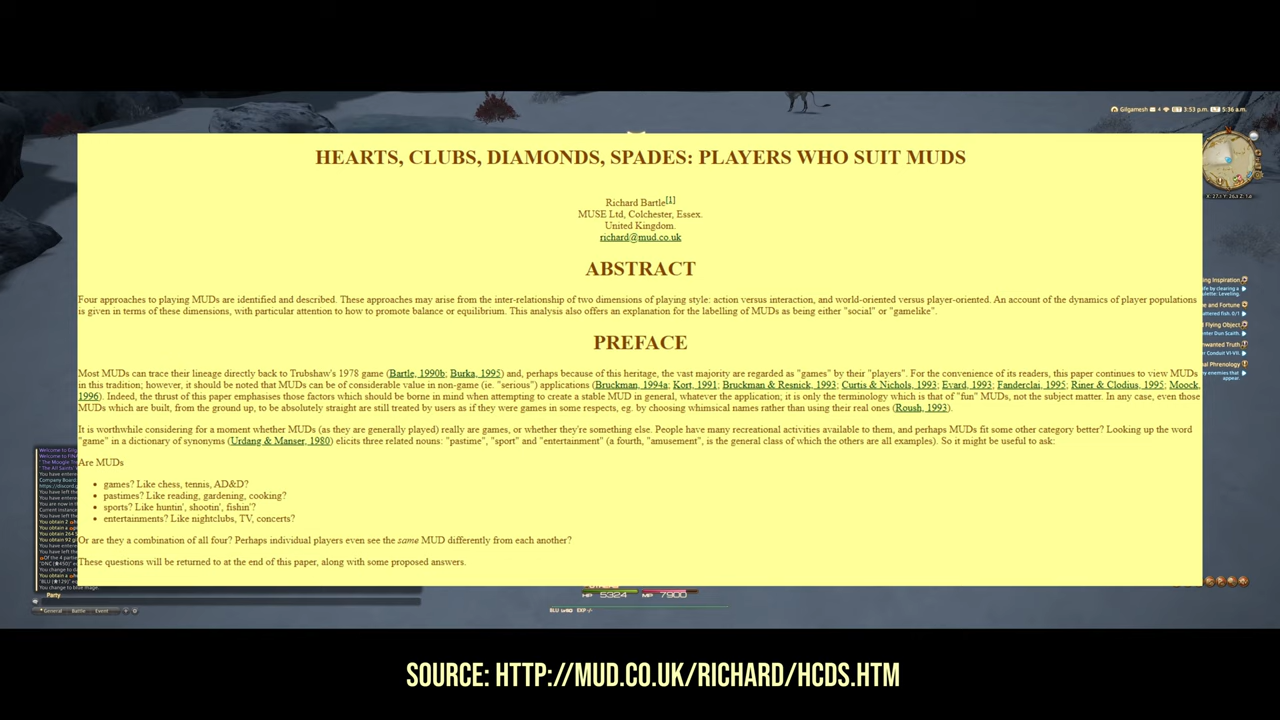 Gilgamesh 4 ET 3:53 p.m. LT 5:36 a.m.
HEARTS, CLUBS, DIAMONDS, SPADES: PLAYERS WHO SUIT MUDS
Richard Bartle[1]
MUSE Ltd, Colchester, Essex.
United Kingdom.
richard@mud.co.uk
ABSTRACT
Four approaches to playing MUDs are identified and described. These approaches may arise from the inter-relationship of two dimensions of playing style: action versus interaction, and world-oriented versus player-oriented. An account of the dynamics of player populations
is given in terms of these dimensions, with particular attention to how to promote balance or equilibrium. This analysis also offers an explanation for the labelling of MUDs as being either "social" or "gamelike".
PREFACE
Most MUDs can trace their lineage directly back to Trubshaw's 1978 game (Bartle, 1990b; Burka, 1995) and, perhaps because of this heritage, the vast majority are regarded as "games" by their "players". For the convenience of its readers, this paper continues to view MUDs
in this tradition; however, it should be noted that MUDs can be of considerable value in non-game (ie. "serious") applications (Bruckman, 1994a; Kort, 1991; Bruckman & Resnick, 1993; Curtis & Nichols, 1993; Evard, 1993; Fanderclai, 1995; Riner & Clodius, 1995; Moock,
1996). Indeed, the thrust of this paper emphasises those factors which should be borne in mind when attempting to create a stable MUD in general, whatever the application; it is only the terminology which is that of "fun" MUDs, not the subject matter. In any case, even those
MUDs which are built, from the ground up, to be absolutely straight are still treated by users as if they were games in some respects, eg. by choosing whimsical names rather than using their real ones (Roush, 1993).
It is worthwhile considering for a moment whether MUDs (as they are generally played) really are games, or whether they're something else. People have many recreational activities available to them, and perhaps MUDs fit some other category better? Looking up the word
"game" in a dictionary of synonyms (Urdang & Manser, 1980) elicits three related nouns: "pastime", "sport" and "entertainment" (a fourth, "amusement", is the general class of which the others are all examples). So it might be useful to ask:
Are MUDs
• games? Like chess, tennis, AD&D?
• pastimes? Like reading, gardening, cooking?
• sports? Like huntin', shootin', fishin'?
• entertainments? Like nightclubs, TV, concerts?
Or are they a combination of all four? Perhaps individual players even see the same MUD differently from each another?
These questions will be returned to at the end of this paper, along with some proposed answers.
Party
HP 5324 MP 7900
General Battle Event
BLU Lv60 EXP -/-
SOURCE: HTTP://MUD.CO.UK/RICHARD/HCDS.HTM